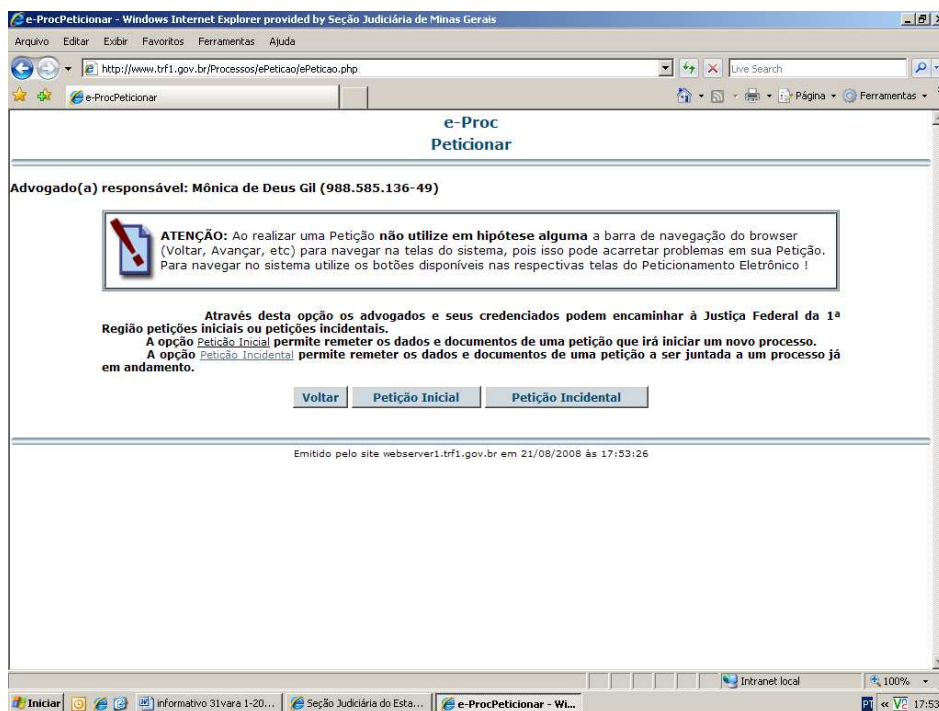 e-ProcPeticionar - Windows Internet Explorer provided by Seção Judiciária de Minas Gerais
Arquivo Editar Exibir Favoritos Ferramentas Ajuda
http://www.trf1.gov.br/Processos/ePeticao/ePeticao.php
Live Search
e-ProcPeticionar
Página
Ferramentas
e-Proc
Peticionar
Advogado(a) responsável: Mônica de Deus Gil (988.585.136-49)
ATENÇÃO: Ao realizar uma Petição não utilize em hipótese alguma a barra de navegação do browser
(Voltar, Avançar, etc) para navegar na telas do sistema, pois isso pode acarretar problemas em sua Petição.
Para navegar no sistema utilize os botões disponíveis nas respectivas telas do Peticionamento Eletrônico !
Através desta opção os advogados e seus credenciados podem encaminhar à Justiça Federal da 1ª
Região petições iniciais ou petições incidentais.
A opção Petição Inicial permite remeter os dados e documentos de uma petição que irá iniciar um novo processo.
A opção Petição Incidental permite remeter os dados e documentos de uma petição a ser juntada a um processo já
em andamento.
Voltar Petição Inicial Petição Incidental
Emitido pelo site webserver1.trf1.gov.br em 21/08/2008 às 17:53:26
Intranet local 100%
Iniciar informativo 31vara 1-20... Seção Judiciária do Esta... e-ProcPeticionar - Wi... PT « 17:53